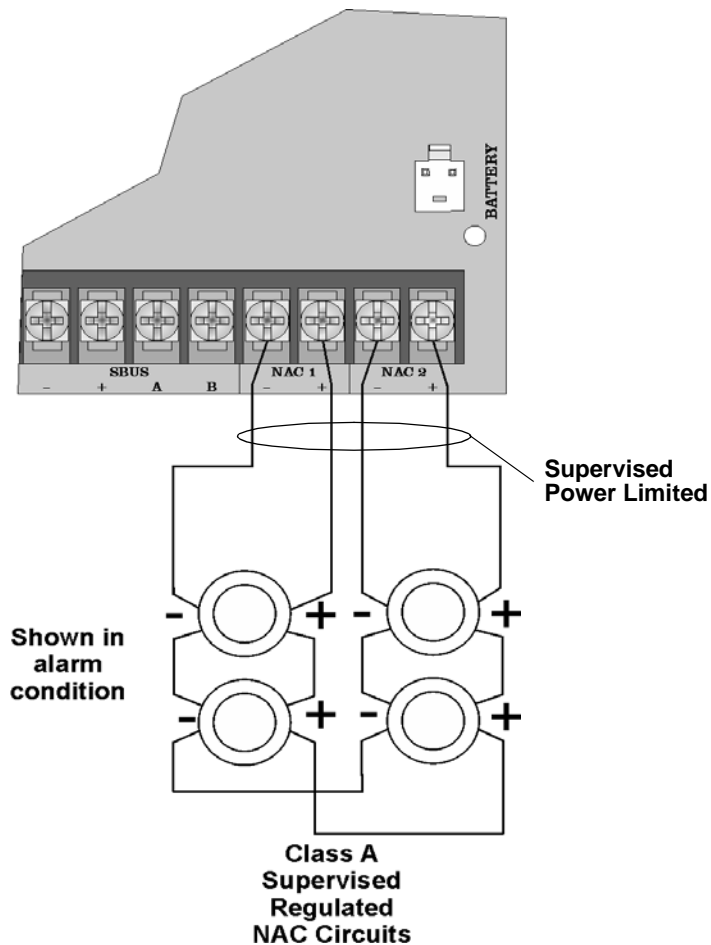 BATTERY
SBUS NAC 1 NAC 2
- + A B - + - +
Supervised
Power Limited
- + - +
Shown in
alarm
condition
- + - +
Class A
Supervised
Regulated
NAC Circuits